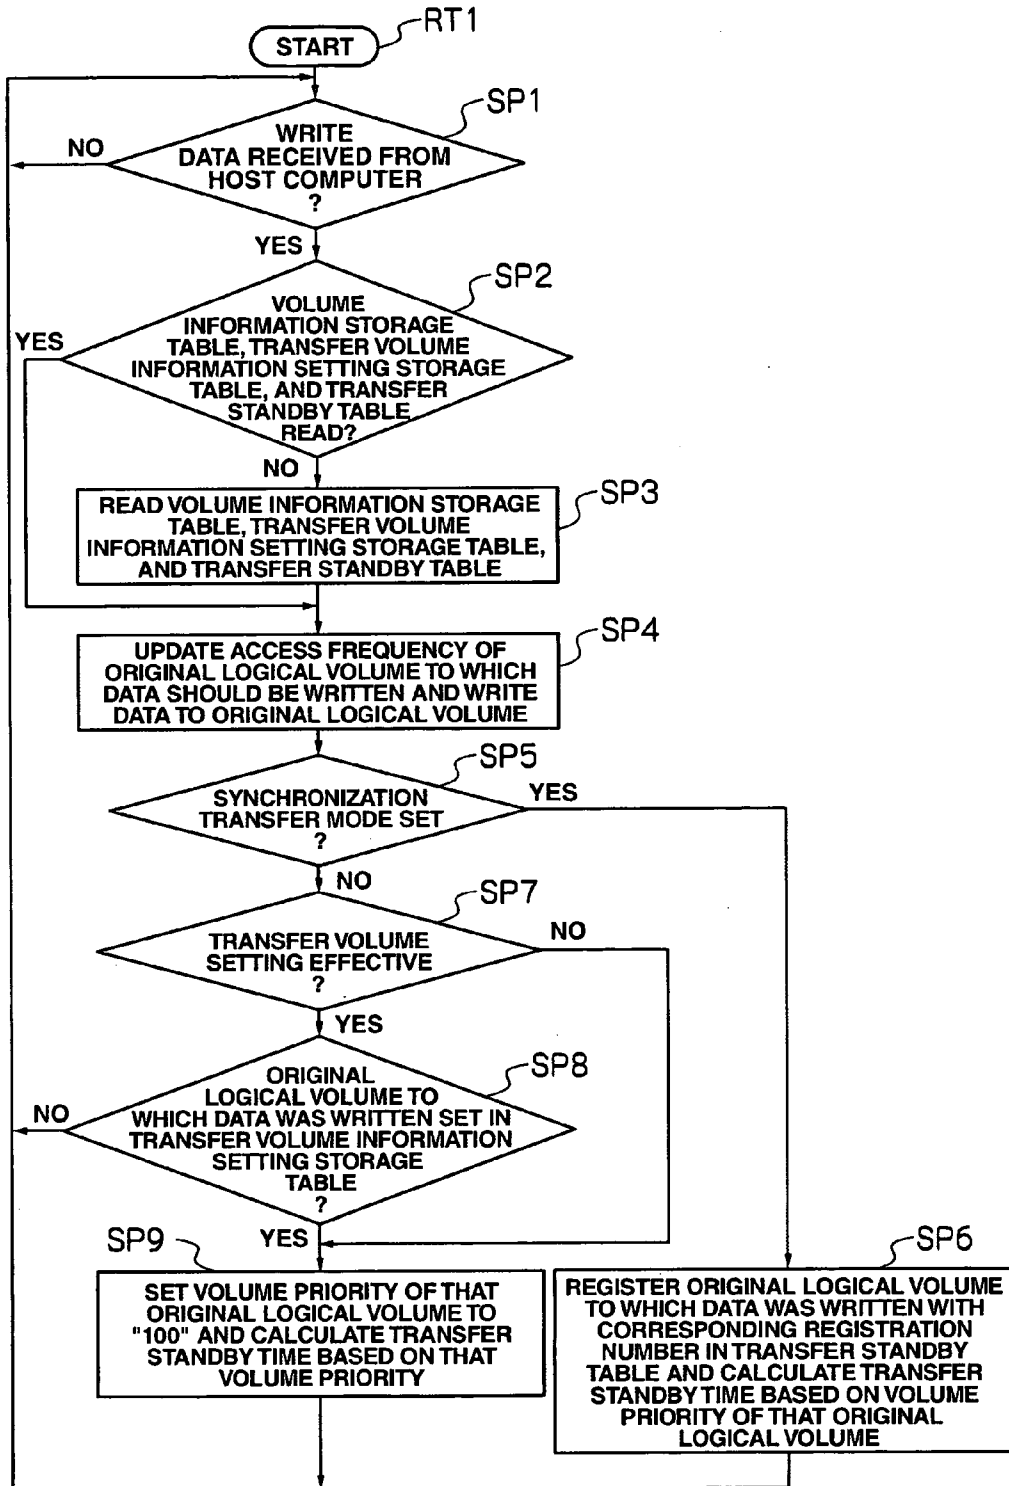 RT1
START
SP1
WRITE
DATA RECEIVED FROM
HOST COMPUTER
?
NO
YES
SP2
VOLUME
INFORMATION STORAGE
TABLE, TRANSFER VOLUME
INFORMATION SETTING STORAGE
TABLE, AND TRANSFER
STANDBY TABLE
READ?
YES
NO
SP3
READ VOLUME INFORMATION STORAGE
TABLE, TRANSFER VOLUME
INFORMATION SETTING STORAGE TABLE,
AND TRANSFER STANDBY TABLE
SP4
UPDATE ACCESS FREQUENCY OF
ORIGINAL LOGICAL VOLUME TO WHICH
DATA SHOULD BE WRITTEN AND WRITE
DATA TO ORIGINAL LOGICAL VOLUME
SP5
SYNCHRONIZATION
TRANSFER MODE SET
?
YES
NO
SP7
TRANSFER VOLUME
SETTING EFFECTIVE
?
NO
YES
SP8
ORIGINAL
LOGICAL VOLUME TO
WHICH DATA WAS WRITTEN SET IN
TRANSFER VOLUME INFORMATION
SETTING STORAGE
TABLE
?
NO
YES
SP9
SET VOLUME PRIORITY OF THAT
ORIGINAL LOGICAL VOLUME TO
"100" AND CALCULATE TRANSFER
STANDBY TIME BASED ON THAT
VOLUME PRIORITY
SP6
REGISTER ORIGINAL LOGICAL VOLUME
TO WHICH DATA WAS WRITTEN WITH
CORRESPONDING REGISTRATION
NUMBER IN TRANSFER STANDBY
TABLE AND CALCULATE TRANSFER
STANDBY TIME BASED ON VOLUME
PRIORITY OF THAT ORIGINAL
LOGICAL VOLUME